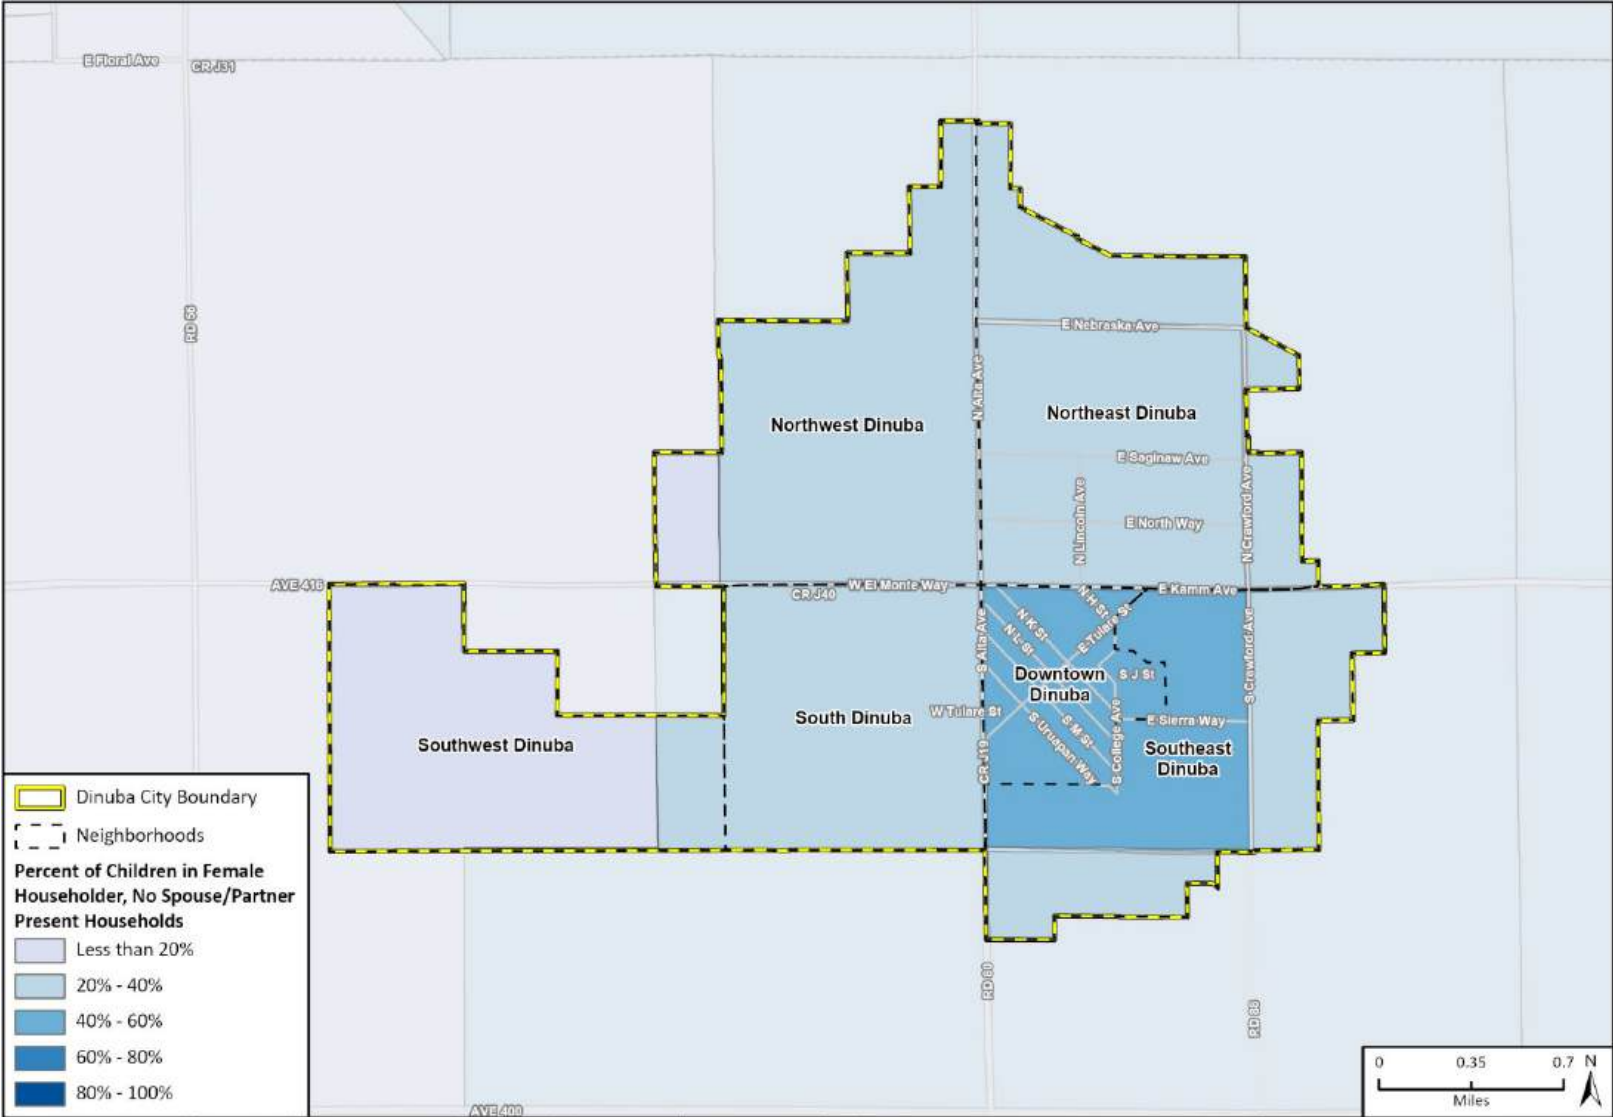 E Floral Ave
CR J31
RD 56
E Nebraska Ave
N Alta Ave
Northwest Dinuba
Northeast Dinuba
E Saginaw Ave
N Lincoln Ave
N Crawford Ave
E North Way
AVE 416
W El Monte Way
CR J40
E Kamm Ave
N H St
N K St
E Tulare St
N L St
S Alta Ave
S Crawford Ave
Downtown
Dinuba
S J St
W Tulare St
South Dinuba
S M St
S Uruapan Way
S College Ave
E Sierra Way
Southwest Dinuba
Southeast
Dinuba
CR J19
RD 80
RD 86
AVE 400
Dinuba City Boundary
Neighborhoods
Percent of Children in Female
Householder, No Spouse/Partner
Present Households
Less than 20%
20% - 40%
40% - 60%
60% - 80%
80% - 100%
0 0.35 0.7 N
Miles